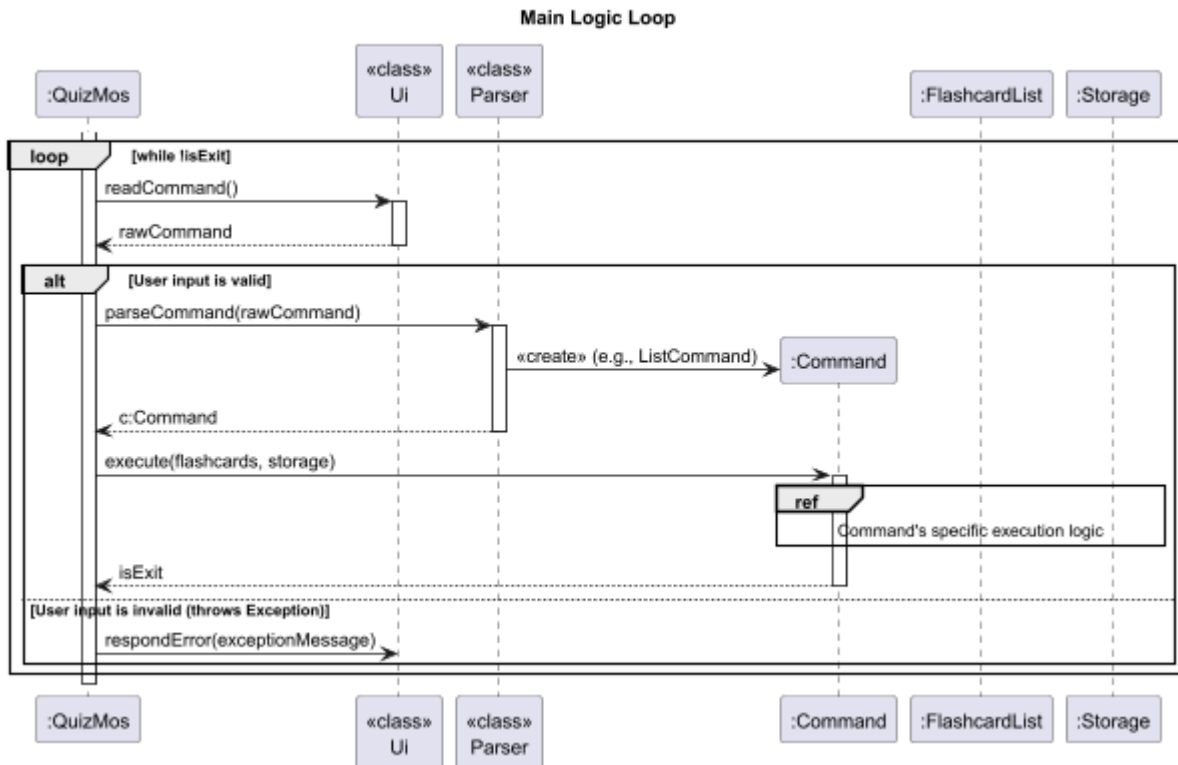 Main Logic Loop
«class»
Ui
«class»
Parser
:QuizMos
:FlashcardList
:Storage
loop
[while !isExit]
readCommand()
rawCommand
alt
[User input is valid]
parseCommand(rawCommand)
«create» (e.g., ListCommand)
:Command
c:Command
execute(flashcards, storage)
ref
Command's specific execution logic
isExit
[User input is invalid (throws Exception)]
respondError(exceptionMessage)
:QuizMos
«class»
Ui
«class»
Parser
:Command
:FlashcardList
:Storage